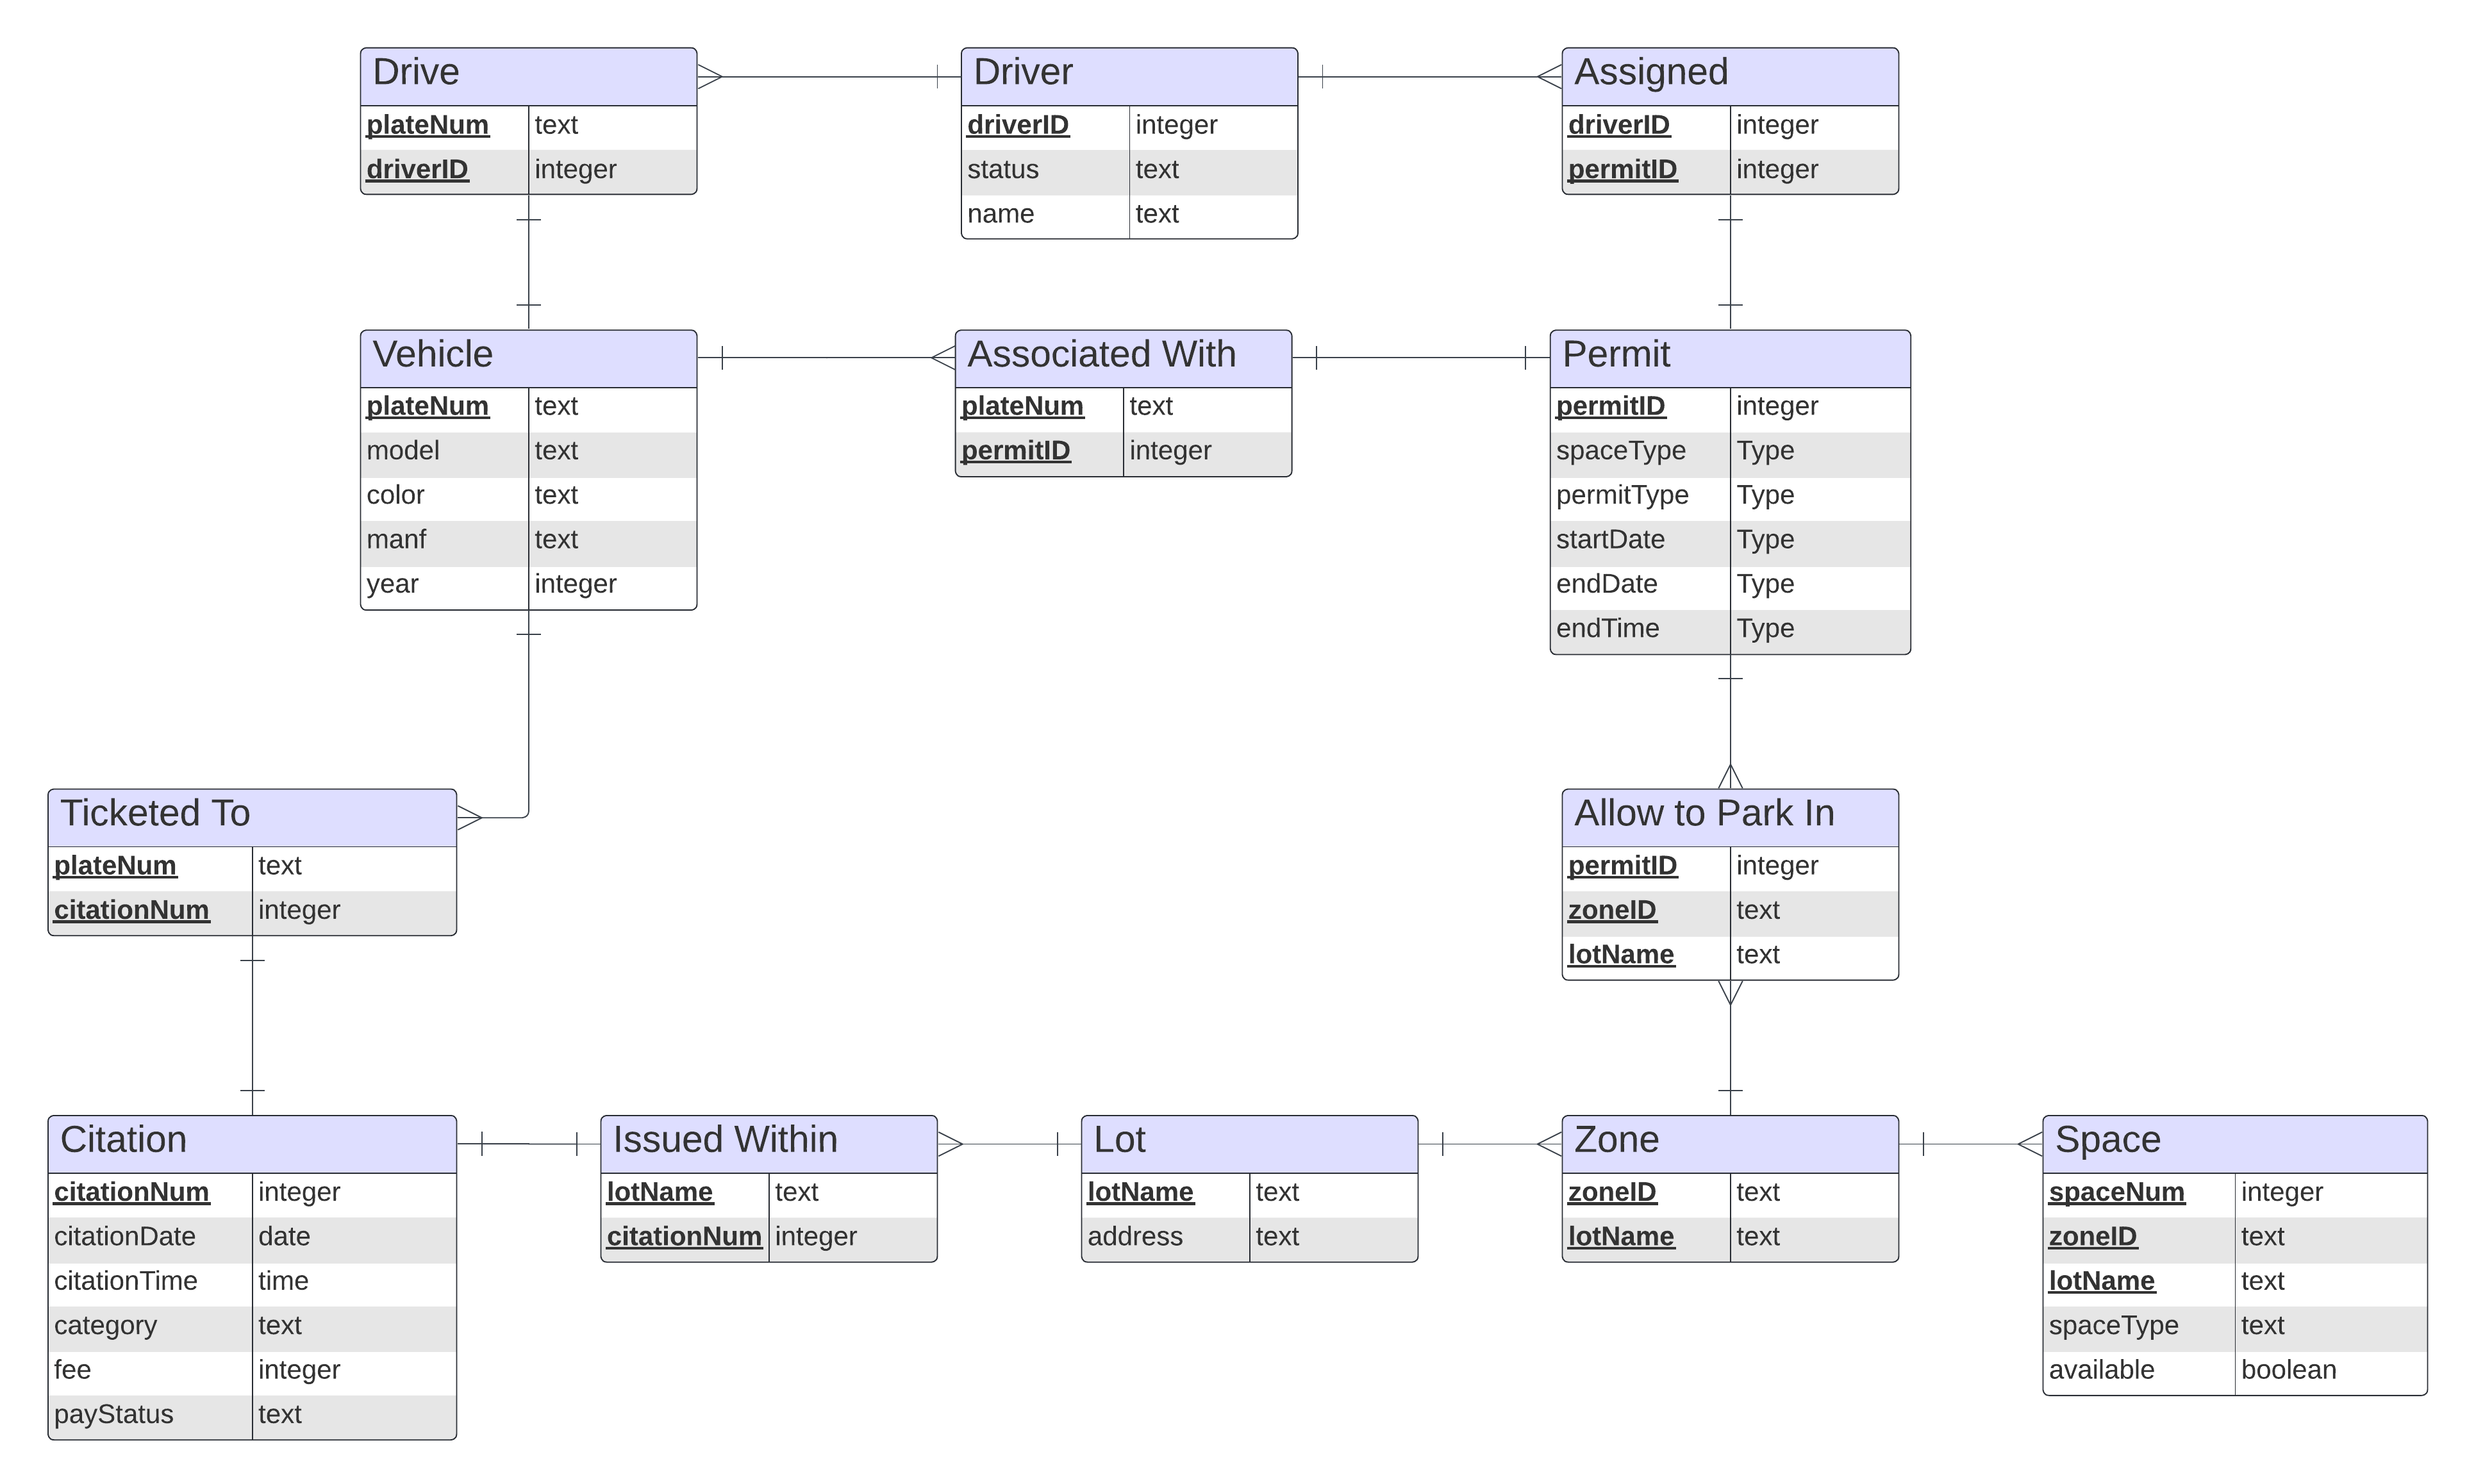 Drive
plateNum text
driverID integer
Driver
driverID integer
status text
name text
Assigned
driverID integer
permitID integer
Vehicle
plateNum text
model text
color text
manf text
year integer
Associated With
plateNum text
permitID integer
Permit
permitID integer
spaceType Type
permitType Type
startDate Type
endDate Type
endTime Type
Ticketed To
plateNum text
citationNum integer
Allow to Park In
permitID integer
zoneID text
lotName text
Citation
citationNum integer
citationDate date
citationTime time
category text
fee integer
payStatus text
Issued Within
lotName text
citationNum integer
Lot
lotName text
address text
Zone
zoneID text
lotName text
Space
spaceNum integer
zoneID text
lotName text
spaceType text
available boolean